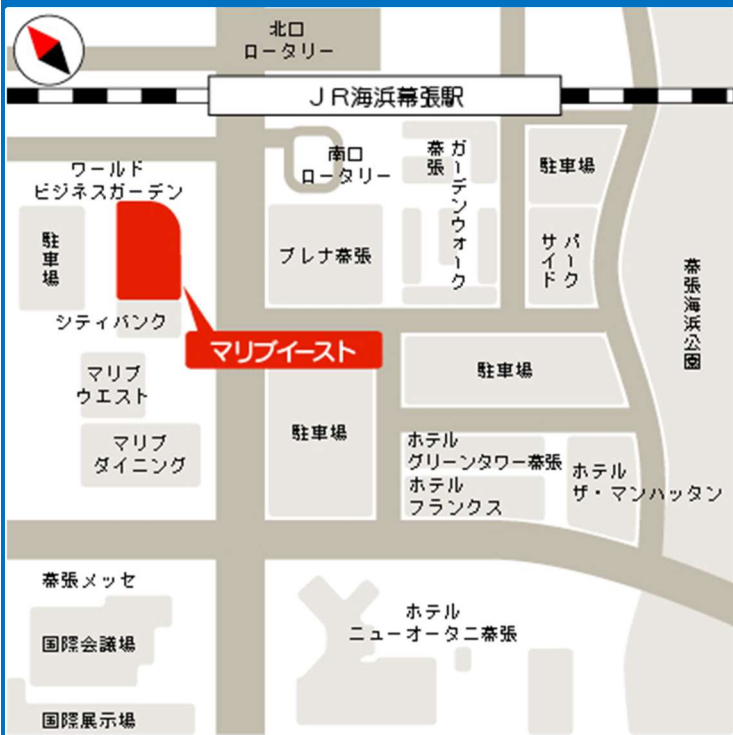 北口
ロータリー
JR海浜幕張駅
南口
ロータリー
幕張
ガーデンウォーク
駐車場
ワールド
ビジネスガーデン
駐車場
プレナ幕張
パーク
サイド
幕張海浜公園
シティバンク
マリブイースト
マリブ
ウエスト
駐車場
駐車場
マリブ
ダイニング
ホテル
グリーンタワー幕張
ホテル
フランクス
ホテル
ザ・マンハッタン
幕張メッセ
国際会議場
ホテル
ニューオータニ幕張
国際展示場